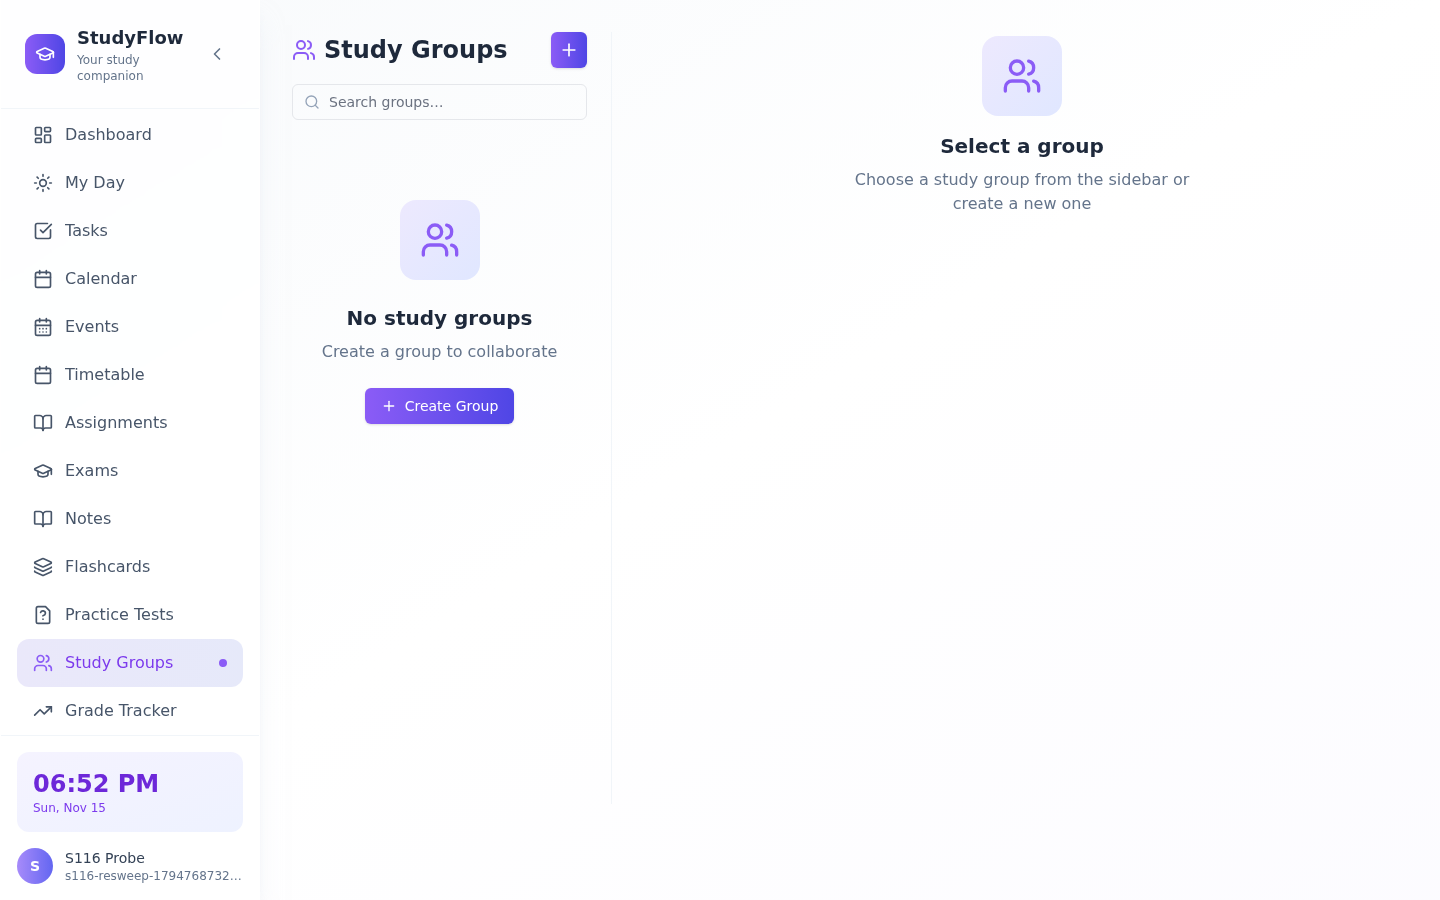 StudyFlow
Your study
companion
Dashboard
My Day
Tasks
Calendar
Events
Timetable
Assignments
Exams
Notes
Flashcards
Practice Tests
Study Groups
Grade Tracker
06:52 PM
Sun, Nov 15
S
S116 Probe
s116-resweep-1794768732...
Study Groups
Search groups...
No study groups
Create a group to collaborate
Create Group
Select a group
Choose a study group from the sidebar or
create a new one